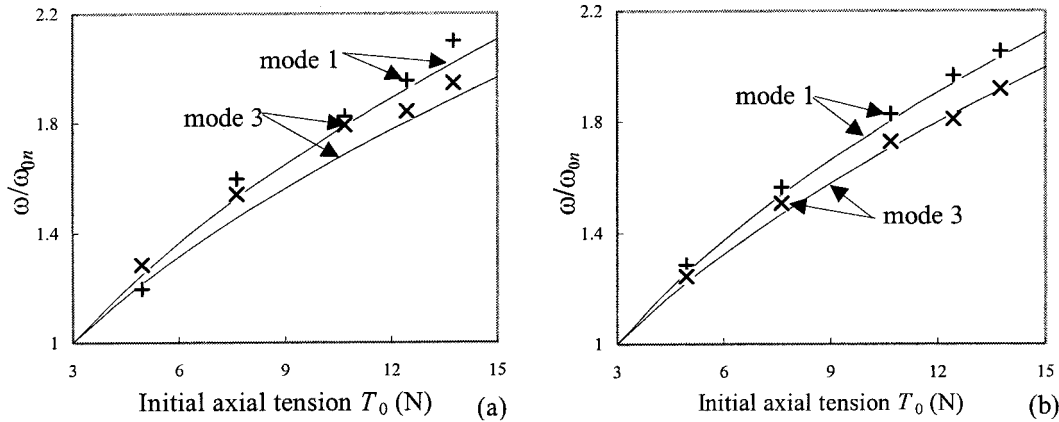 2.2
1.8
1.4
1
ω/ω0n
mode 1
mode 3
3 6 9 12 15
Initial axial tension T0 (N)
(a)
2.2
1.8
1.4
1
ω/ω0n
mode 1
mode 3
3 6 9 12 15
Initial axial tension T0 (N)
(b)